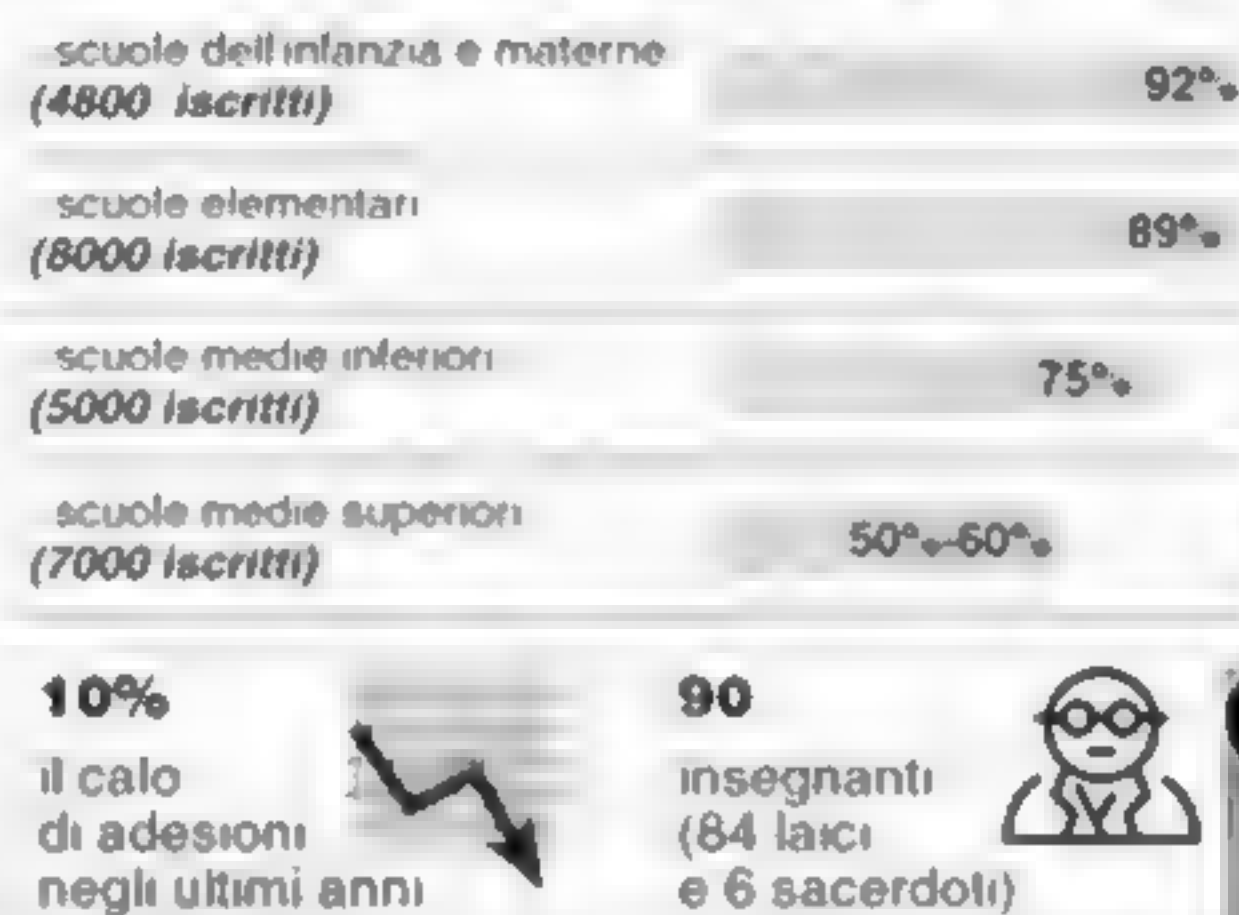 scuole dell'infanzia e materne
(4800 iscritti)
92%
scuole elementari
(8000 iscritti)
89%
scuole medie inferiori
(5000 iscritti)
75%
scuole medie superiori
(7000 iscritti)
50%-60%
10%
il calo
di adesioni
negli ultimi anni
90
insegnanti
(84 laici
e 6 sacerdoti)